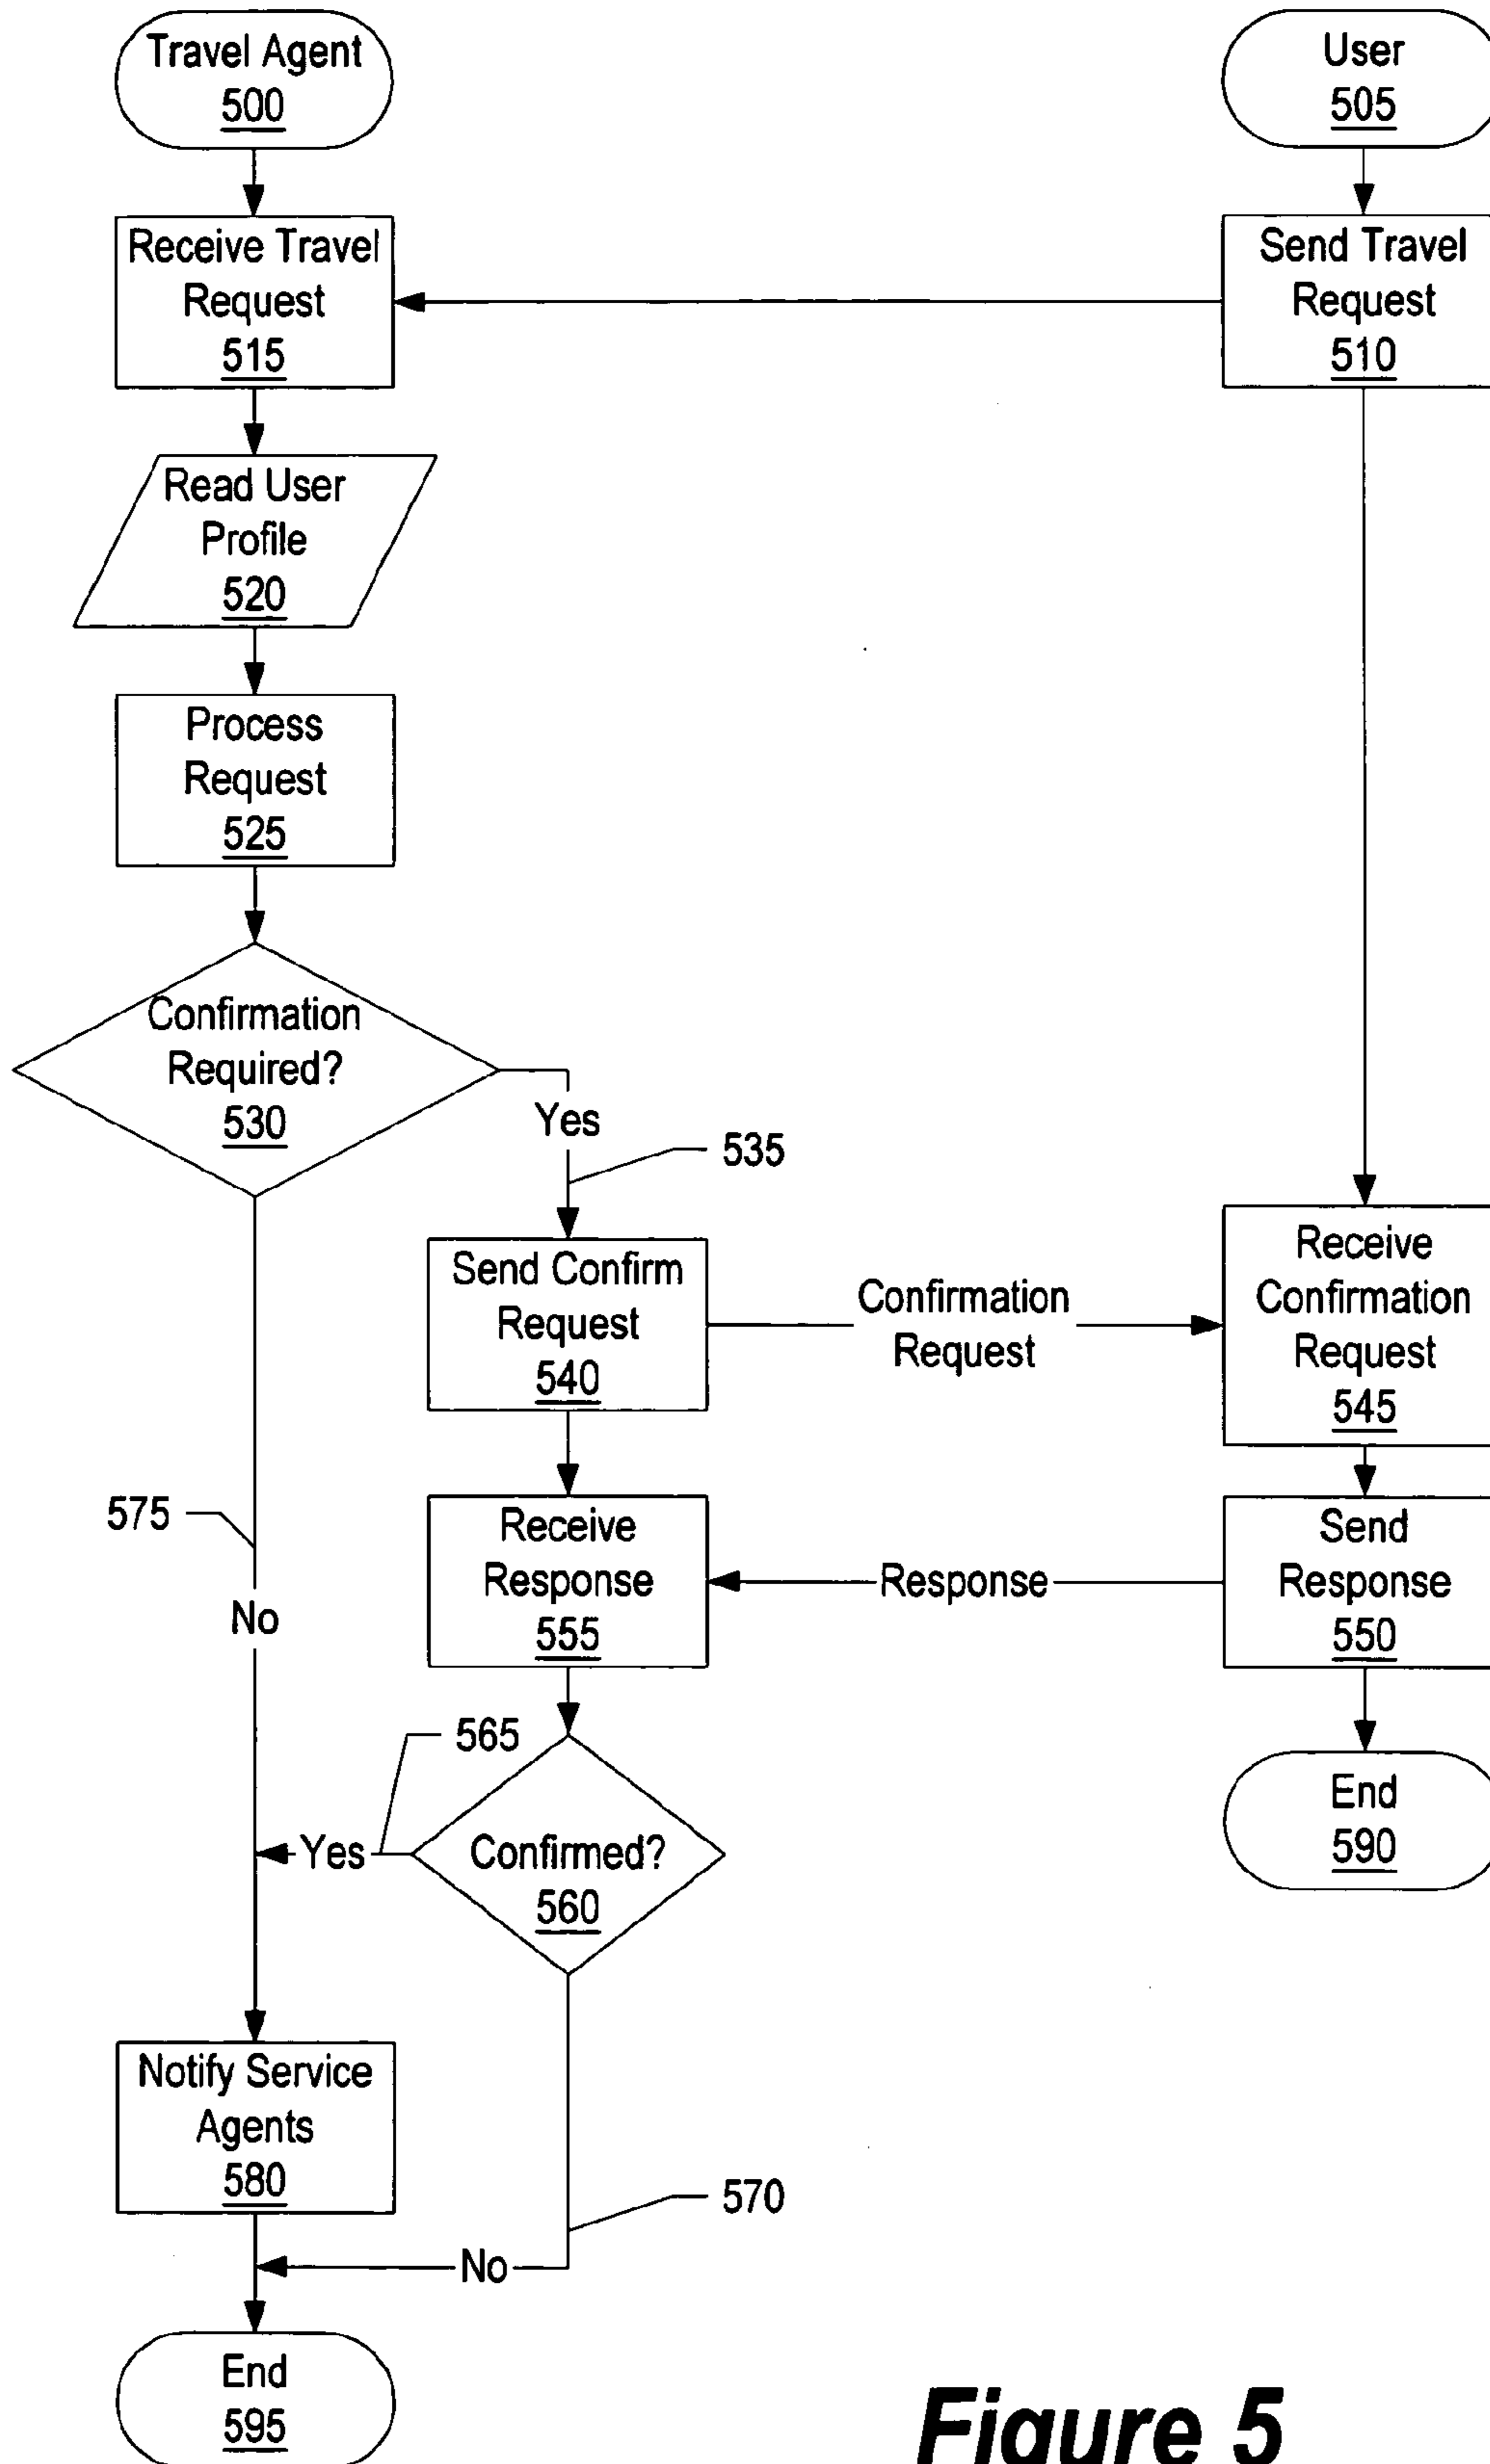 Travel Agent
500
User
505
Receive Travel
Request
515
Send Travel
Request
510
Read User
Profile
520
Process
Request
525
Confirmation
Required?
530
Yes
535
Send Confirm
Request
540
Confirmation
Request
Receive
Confirmation
Request
545
575
No
Receive
Response
555
Response
Send
Response
550
565
Yes
Confirmed?
560
End
590
Notify Service
Agents
580
570
No
End
595
Figure 5